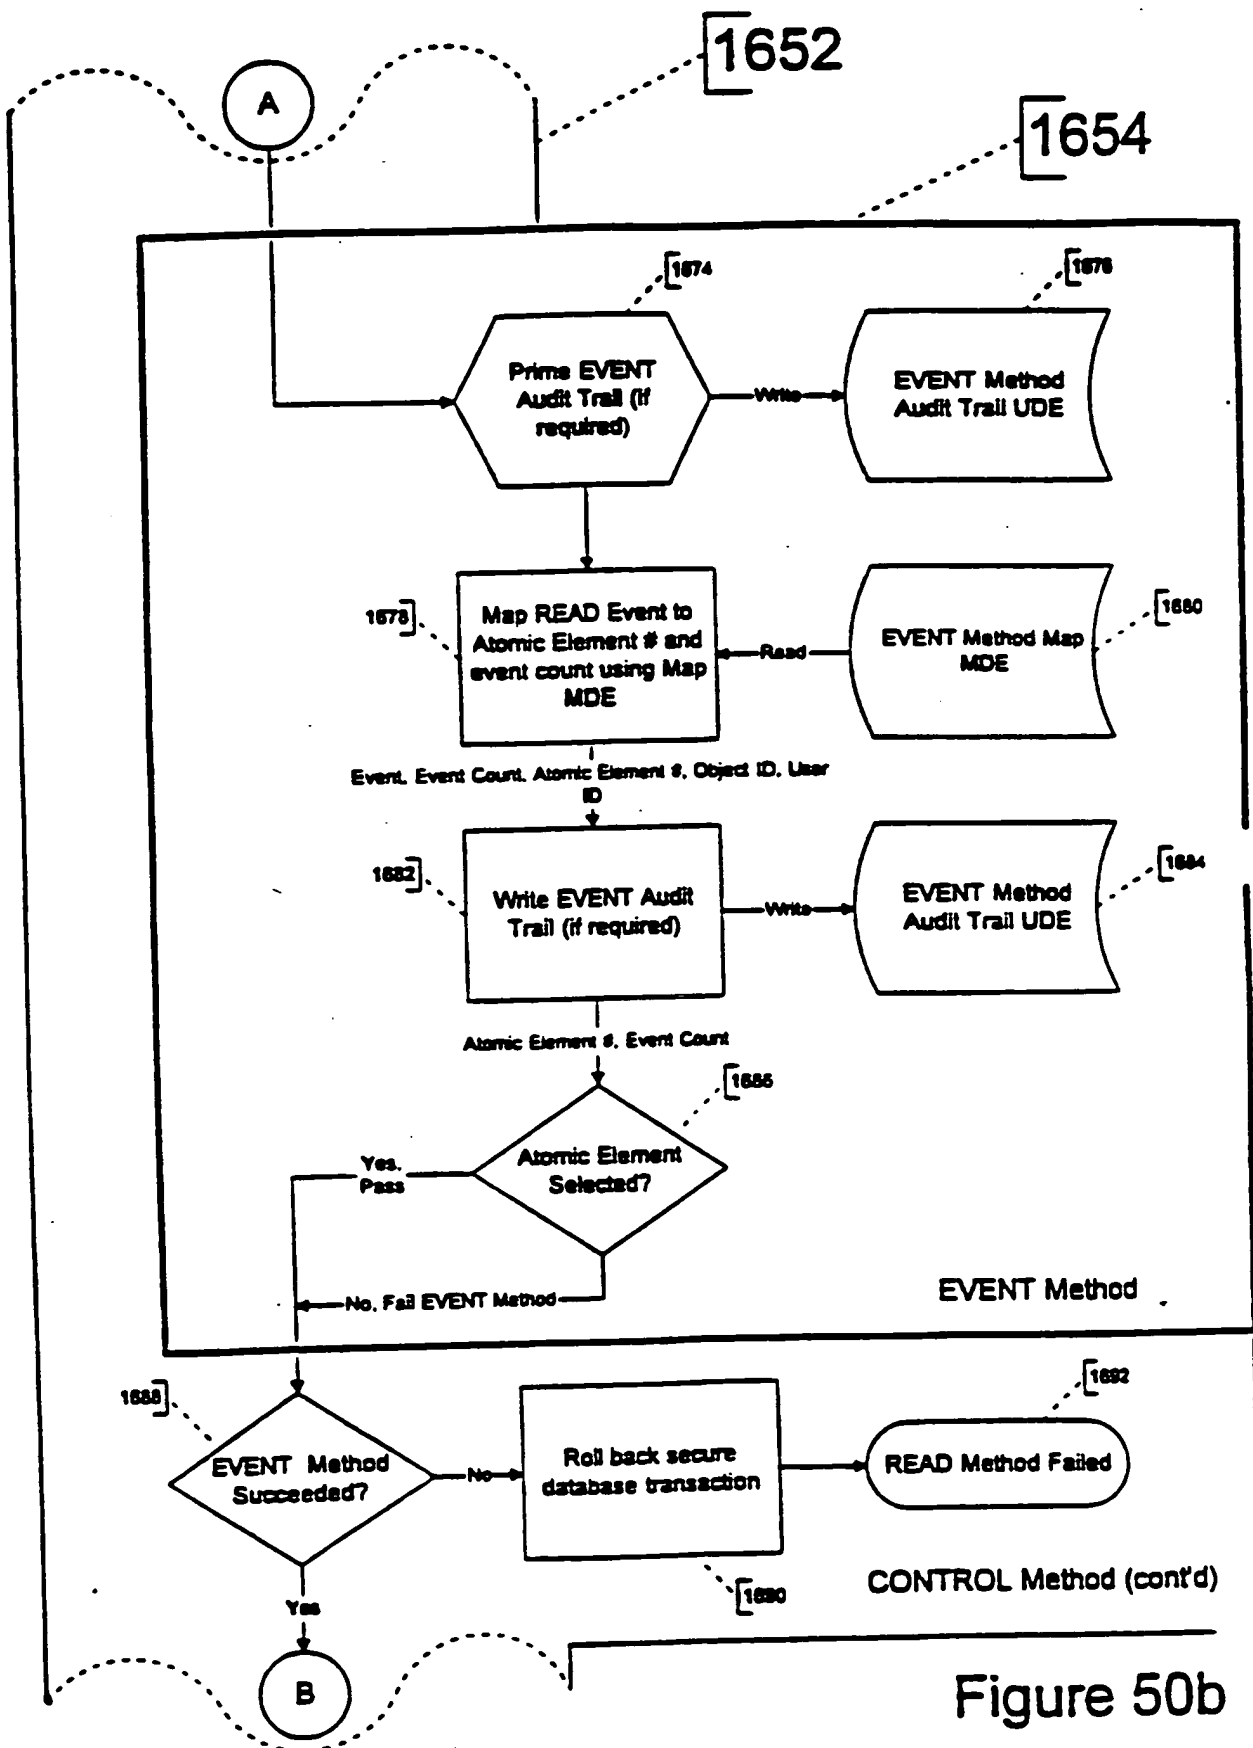 1652
A
1654
1674
1676
Prime EVENT
Audit Trail (if
required)
Write
EVENT Method
Audit Trail UDE
1678
Map READ Event to
Atomic Element # and
event count using Map
MDE
Read
EVENT Method Map
MDE
1680
Event, Event Count, Atomic Element #, Object ID, User
ID
1682
Write EVENT Audit
Trail (if required)
Write
EVENT Method
Audit Trail UDE
1684
Atomic Element #, Event Count
1686
Atomic Element
Selected?
Yes,
Pass
No, Fail EVENT Method
EVENT Method
1688
EVENT Method
Succeeded?
No
Roll back secure
database transaction
1692
READ Method Failed
1690
CONTROL Method (cont'd)
Yes
B
Figure 50b